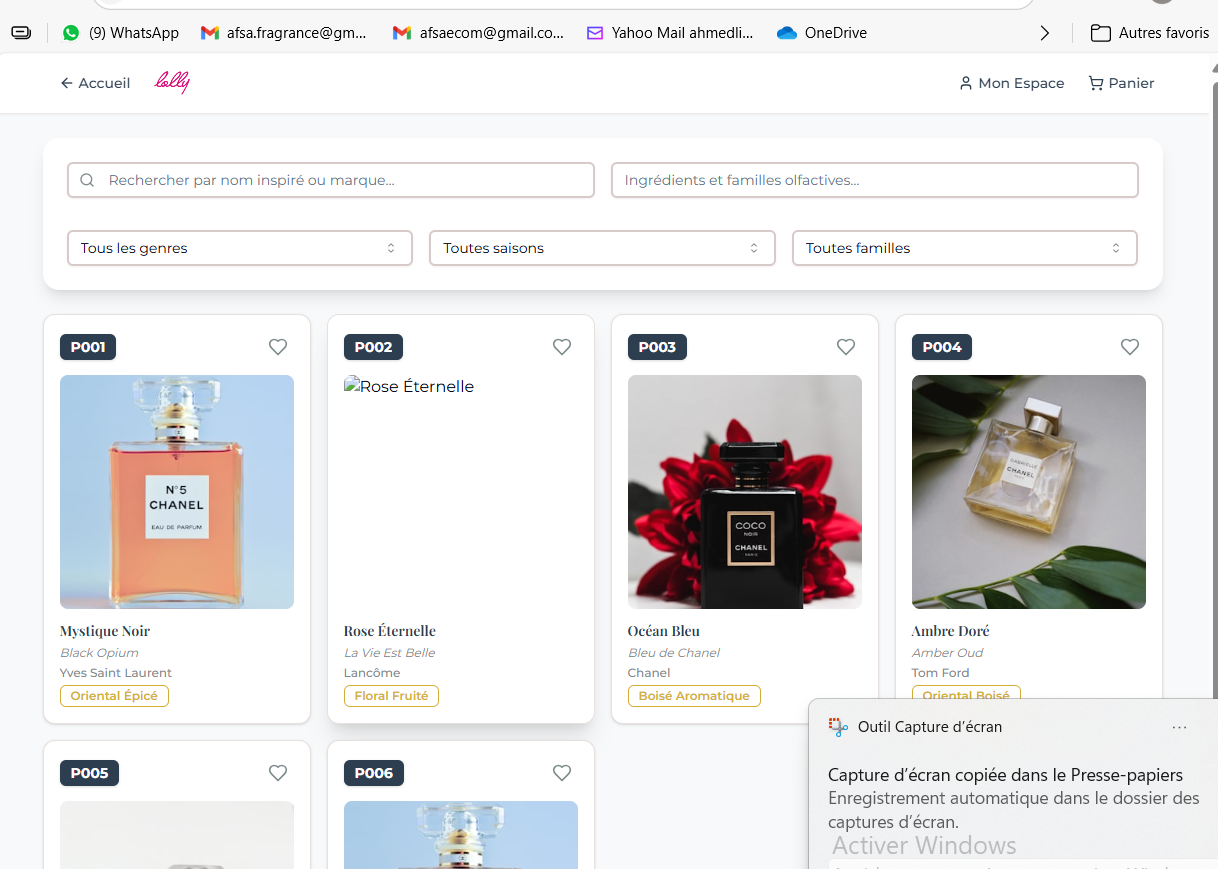 (9) WhatsApp afsa.fragrance@gm... afsaecom@gmail.co... Yahoo Mail ahmedli... OneDrive Autres favoris
Accueil lolly Mon Espace Panier
Rechercher par nom inspiré ou marque... Ingrédients et familles olfactives...
Tous les genres Toutes saisons Toutes familles
P001 P002 P003 P004
Rose Éternelle
N°5
CHANEL
EAU DE PARFUM
COCO
NOIR
CHANEL
PARIS
GABRIELLE
CHANEL
Mystique Noir Rose Éternelle Océan Bleu Ambre Doré
Black Opium La Vie Est Belle Bleu de Chanel Amber Oud
Yves Saint Laurent Lancôme Chanel Tom Ford
Oriental Épicé Floral Fruité Boisé Aromatique Oriental Boisé
P005 P006
Outil Capture d’écran ...
Capture d’écran copiée dans le Presse-papiers
Enregistrement automatique dans le dossier des
captures d’écran.
Activer Windows